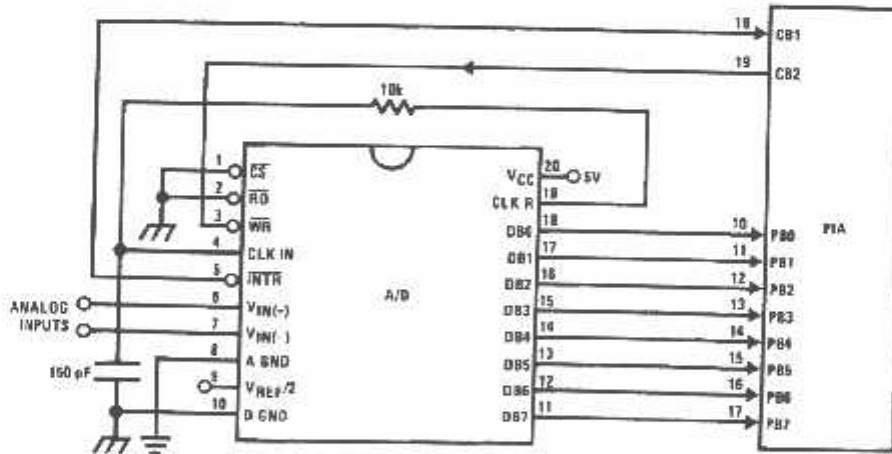 18 CB1
19 CB2
10k
1 CS
2 RD
3 WR
4 CLK IN
5 INTR
6 VIN(-)
7 VIN(-)
8 A GND
9 VREF/2
10 D GND
ANALOG
INPUTS
150 pF
A/D
VCC 20 5V
CLK R 19
DB0 18 10 PB0
DB1 17 11 PB1
DB2 16 12 PB2
DB3 15 13 PB3
DB4 14 14 PB4
DB5 13 15 PB5
DB6 12 16 PB6
DB7 11 17 PB7
PIA